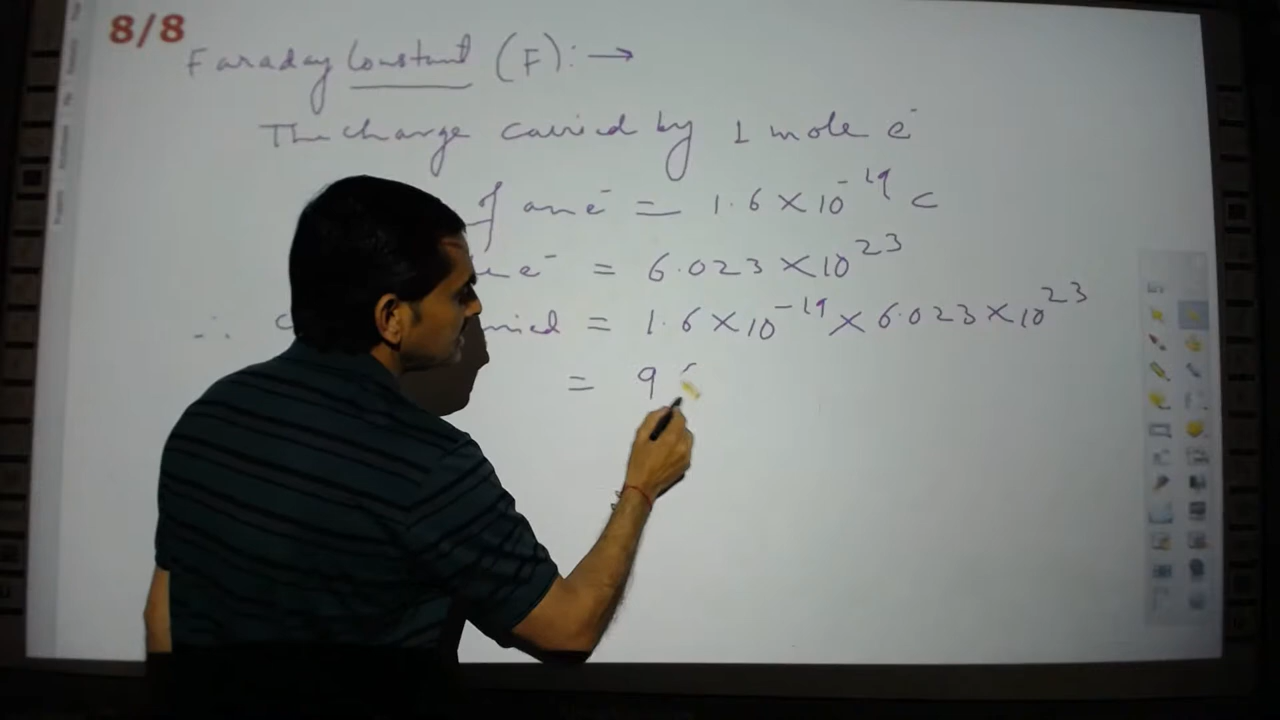 8/8
Faraday Constant (F):→
The charge carried by 1 mole e⁻
of an e⁻ = 1.6 × 10⁻¹⁹ C
e⁻ = 6.023 × 10²³
∴ = 1.6 × 10⁻¹⁹ × 6.023 × 10²³
= 9